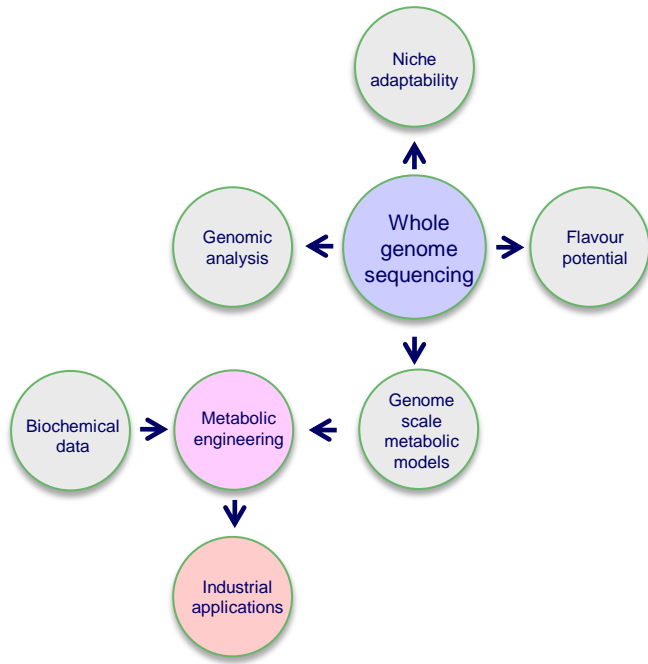 Niche
adaptability
Genomic
analysis
Whole
genome
sequencing
Flavour
potential
Biochemical
data
Metabolic
engineering
Genome
scale
metabolic
models
Industrial
applications